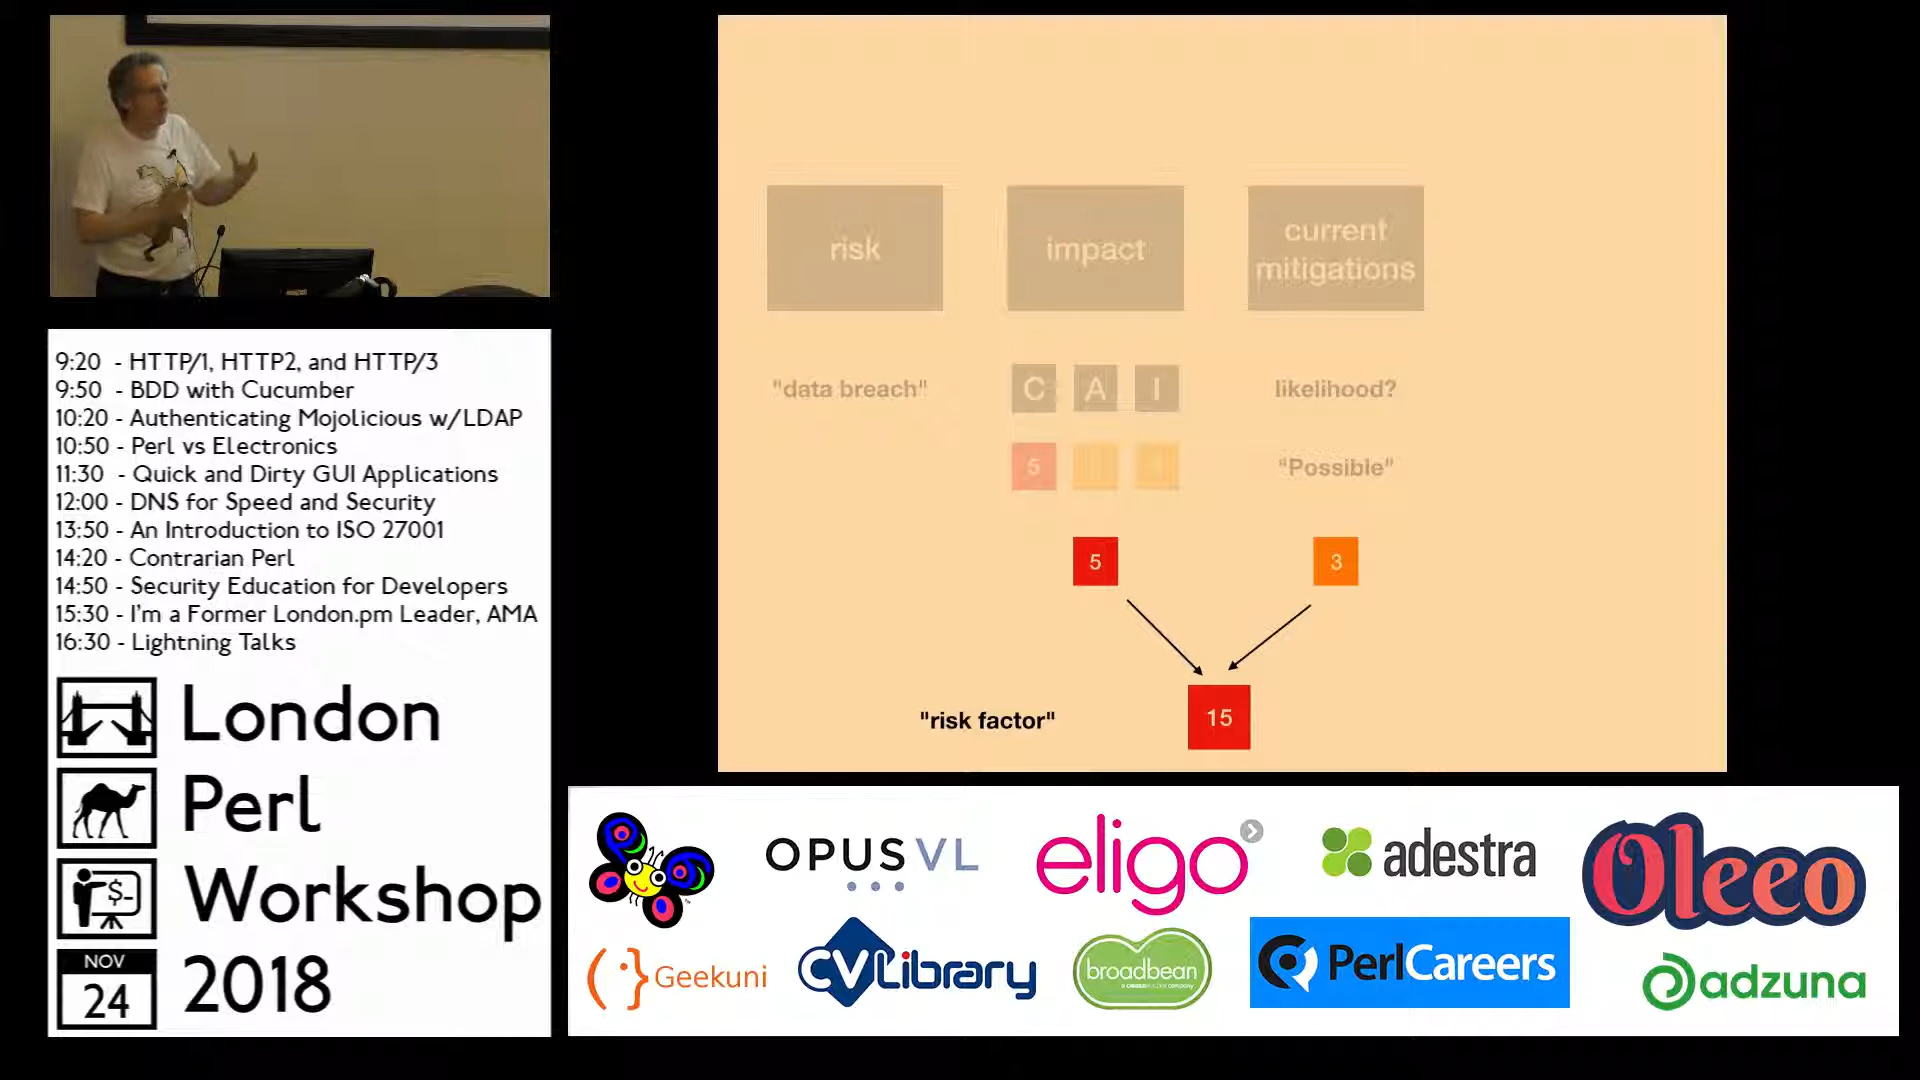 risk
impact
current
mitigations
"data breach"
C A I
likelihood?
5
"Possible"
5
3
"risk factor"
15
9:20 - HTTP/1, HTTP2, and HTTP/3
9:50 - BDD with Cucumber
10:20 - Authenticating Mojolicious w/LDAP
10:50 - Perl vs Electronics
11:30 - Quick and Dirty GUI Applications
12:00 - DNS for Speed and Security
13:50 - An Introduction to ISO 27001
14:20 - Contrarian Perl
14:50 - Security Education for Developers
15:30 - I'm a Former London.pm Leader, AMA
16:30 - Lightning Talks
London
Perl
$-
Workshop
NOV
24
2018
OPUS VL
eligo
adestra
Oleeo
Geekuni
CVLibrary
broadbean
a CAREERBUILDER company
PerlCareers
adzuna